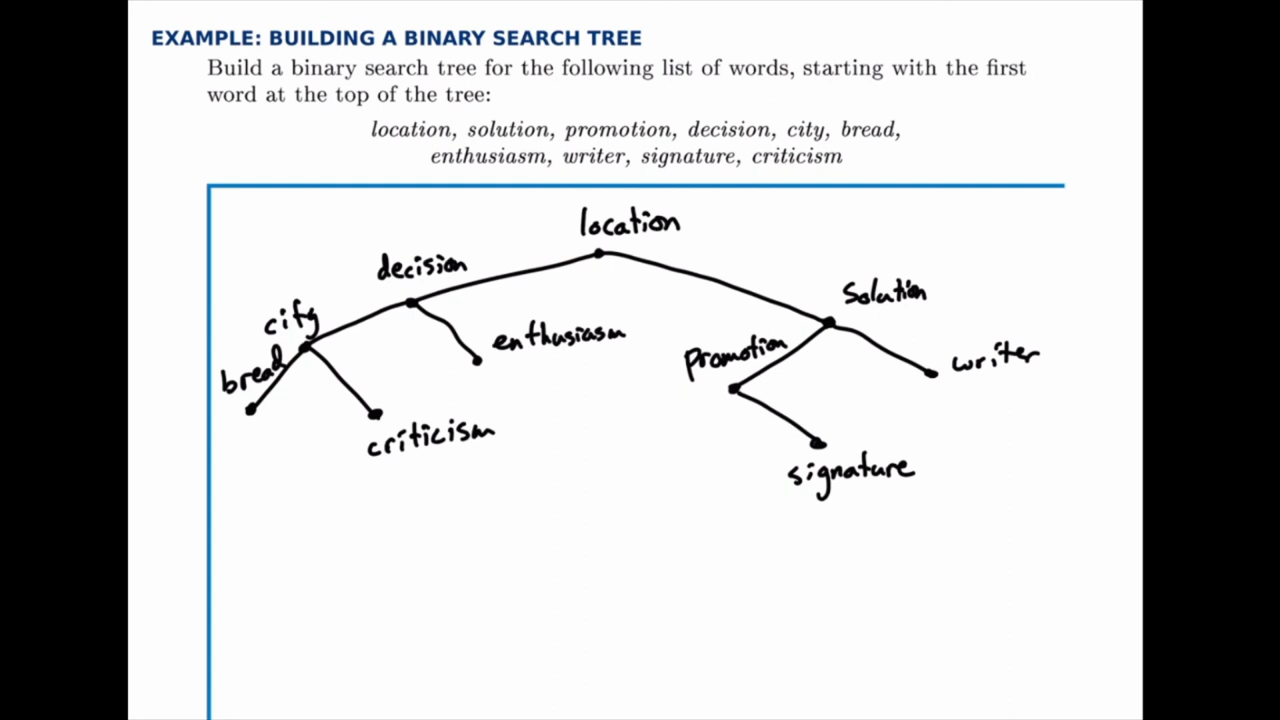 EXAMPLE: BUILDING A BINARY SEARCH TREE
Build a binary search tree for the following list of words, starting with the first
word at the top of the tree:
location, solution, promotion, decision, city, bread,
enthusiasm, writer, signature, criticism
location
decision
Solution
city
enthusiasm
Promotion
writer
bread
criticism
signature